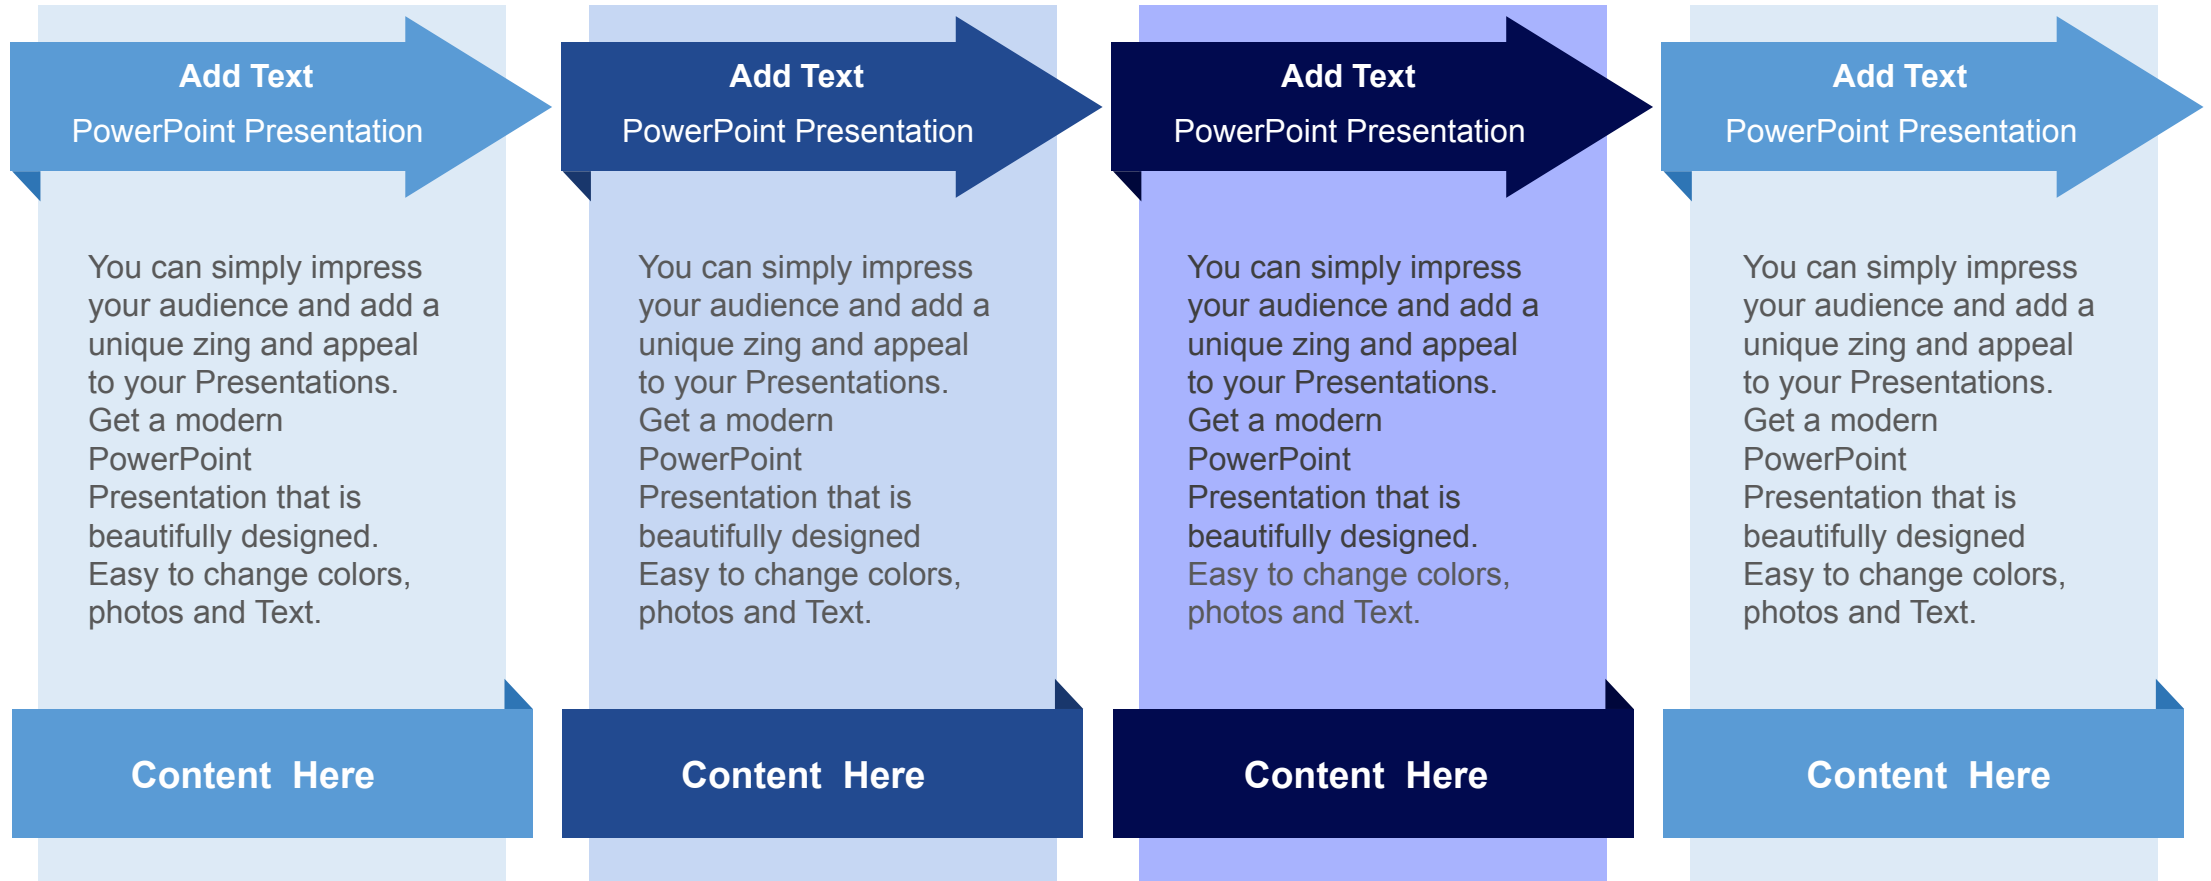 Add Text
PowerPoint Presentation
You can simply impress
your audience and add a
unique zing and appeal
to your Presentations.
Get a modern
PowerPoint
Presentation that is
beautifully designed.
Easy to change colors,
photos and Text.
Content  Here
Add Text
PowerPoint Presentation
You can simply impress
your audience and add a
unique zing and appeal
to your Presentations.
Get a modern
PowerPoint
Presentation that is
beautifully designed
Easy to change colors,
photos and Text.
Content  Here
Add Text
PowerPoint Presentation
You can simply impress
your audience and add a
unique zing and appeal
to your Presentations.
Get a modern
PowerPoint
Presentation that is
beautifully designed.
Easy to change colors,
photos and Text.
Content  Here
Add Text
PowerPoint Presentation
You can simply impress
your audience and add a
unique zing and appeal
to your Presentations.
Get a modern
PowerPoint
Presentation that is
beautifully designed
Easy to change colors,
photos and Text.
Content  Here